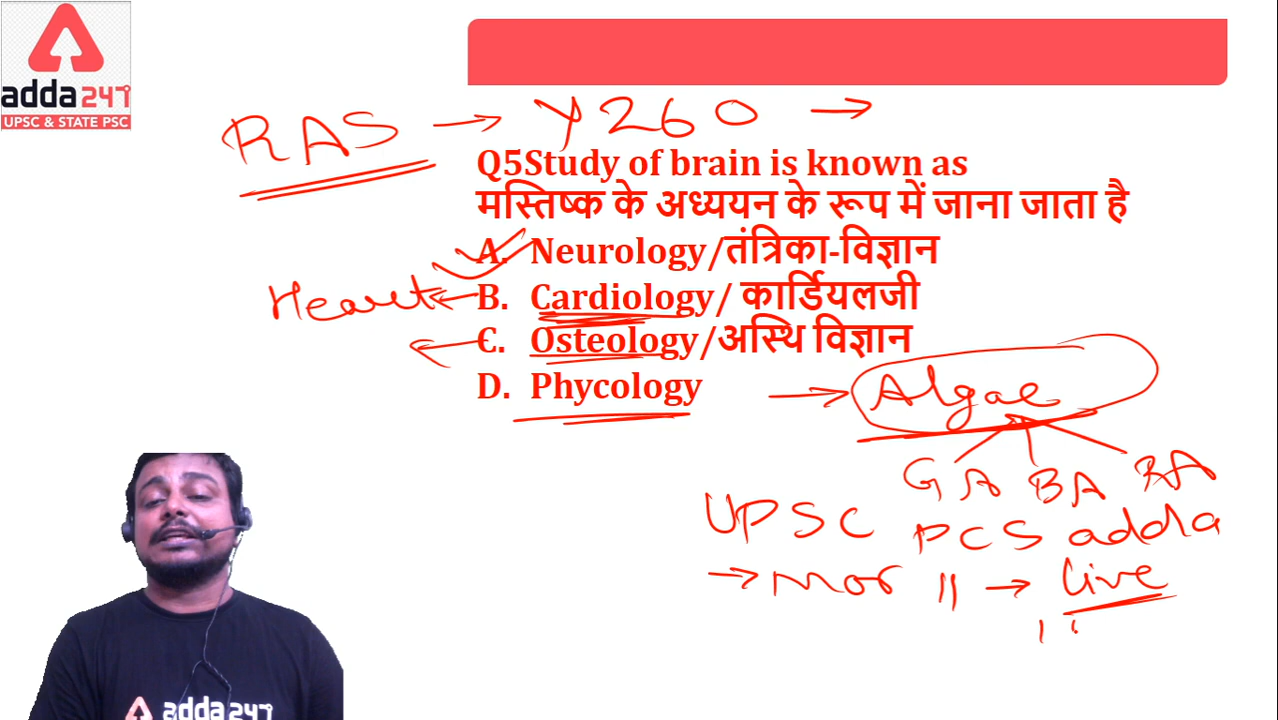 adda247
UPSC & STATE PSC
RAS → Y260 →
Q5Study of brain is known as
मस्तिष्क के अध्ययन के रूप में जाना जाता है
A. Neurology/तंत्रिका-विज्ञान
Heart ← B. Cardiology/ कार्डियलजी
← C. Osteology/अस्थि विज्ञान
D. Phycology → Algae
GA BA RA
UPSC PCS adda
→ Mor 11 → Live
adda247